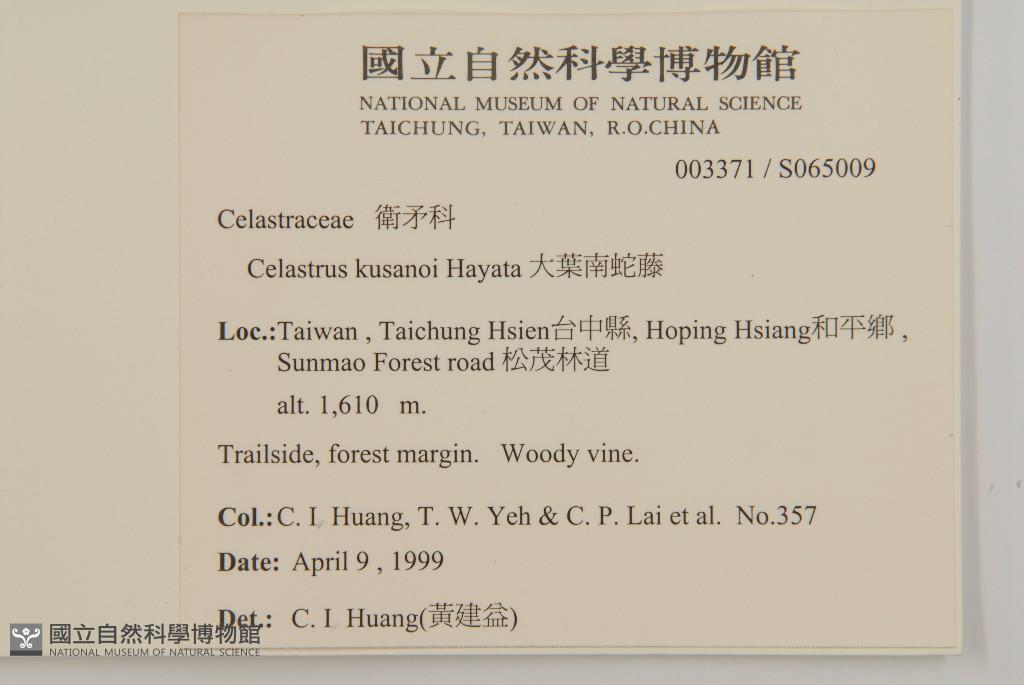 國立自然科學博物館
NATIONAL MUSEUM OF NATURAL SCIENCE
TAICHUNG, TAIWAN, R.O.CHINA
003371 / S065009
Celastraceae 衛矛科
Celastrus kusanoi Hayata 大葉南蛇藤
Loc.:Taiwan , Taichung Hsien台中縣, Hoping Hsiang和平鄉 ,
Sunmao Forest road 松茂林道
alt. 1,610 m.
Trailside, forest margin. Woody vine.
Col.: C. I. Huang, T. W. Yeh & C. P. Lai et al. No.357
Date: April 9 , 1999
Det.: C. I Huang(黃建益)
國立自然科學博物館
NATIONAL MUSEUM OF NATURAL SCIENCE